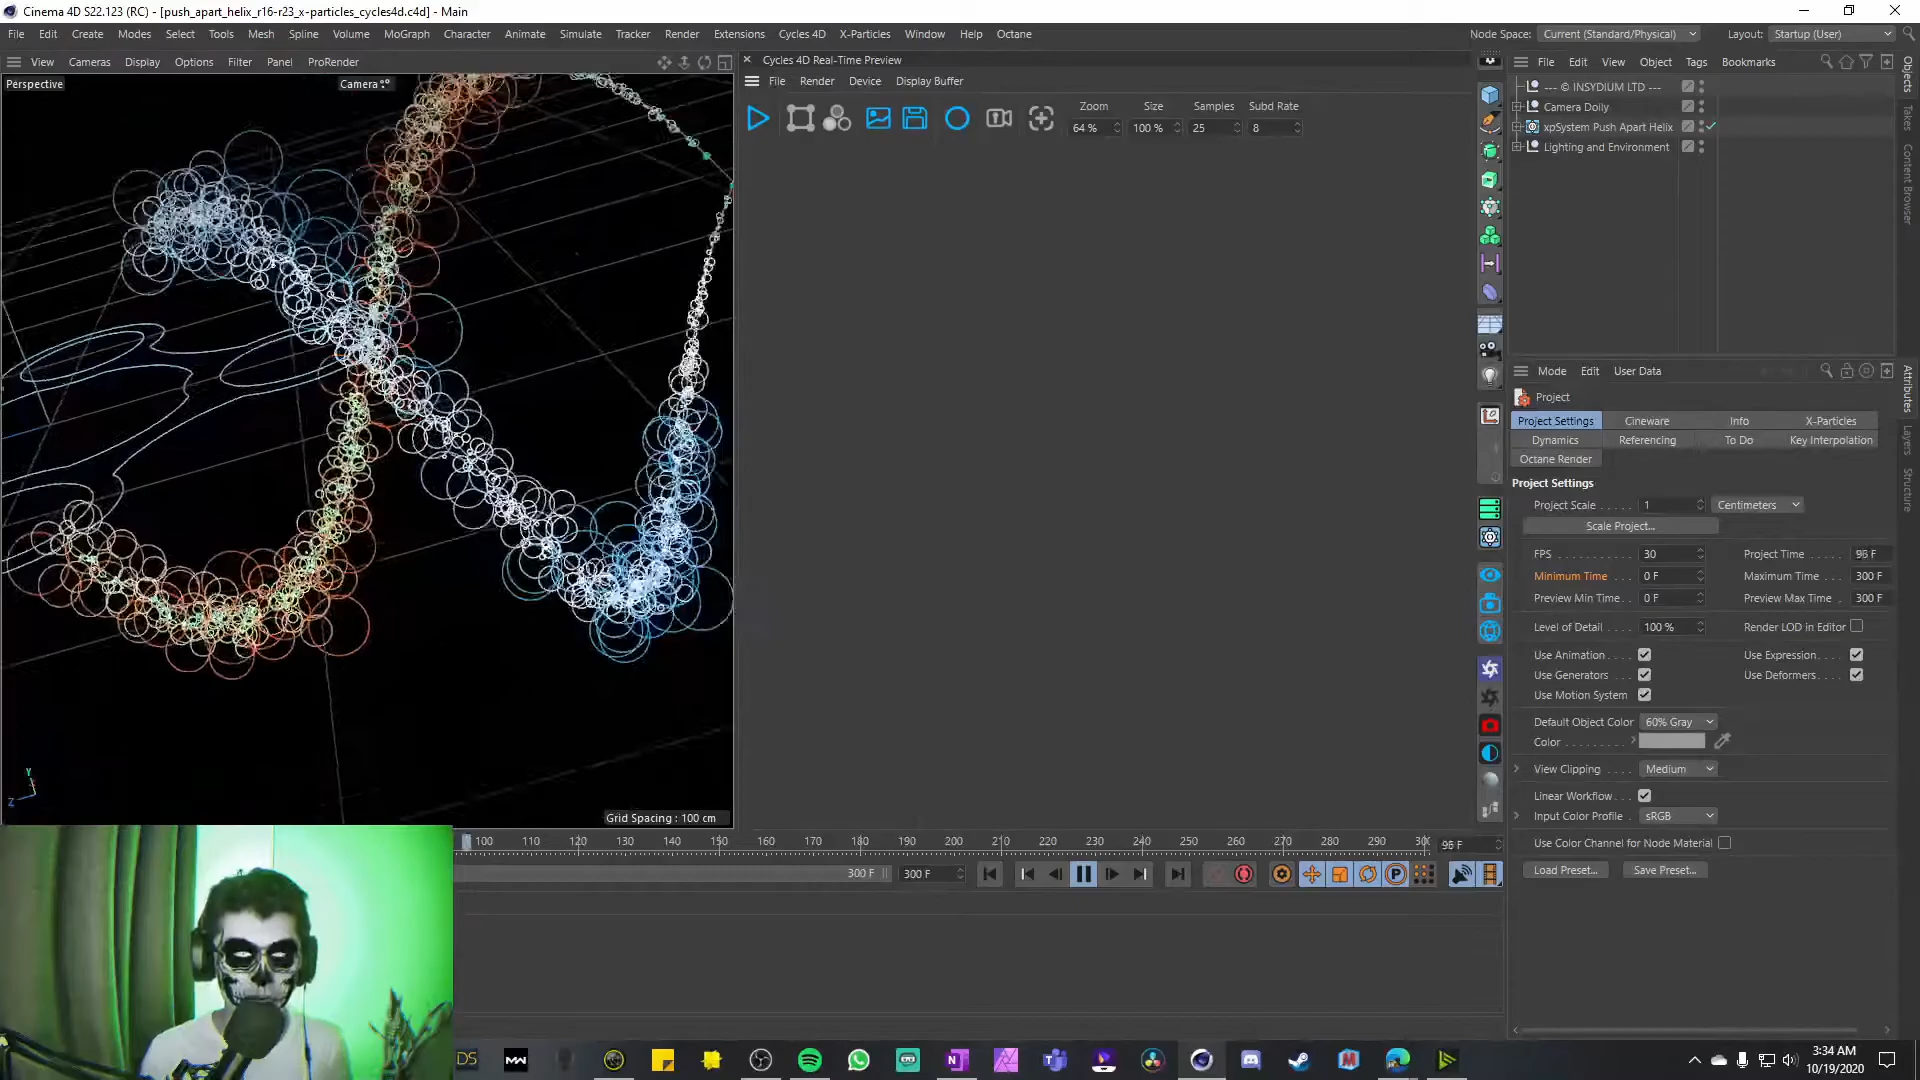 Cinema 4D S22.123 (RC) - [push_apart_helix_r16-r23_x-particles_cycles4d.c4d] - Main
File Edit Create Modes Select Tools Mesh Spline Volume MoGraph Character Animate Simulate Tracker Render Extensions Cycles 4D X-Particles Window Help Octane
Node Space: Current (Standard/Physical) Layout: Startup (User)
View Cameras Display Options Filter Panel ProRender
Perspective
Camera
Cycles 4D Real-Time Preview
File Render Device Display Buffer
Zoom Size Samples Subd Rate
64 % 100 % 25 8
File Edit View Object Tags Bookmarks
--- © INSYDIUM LTD ---
Camera Dolly
xpSystem Push Apart Helix
Lighting and Environment
Objects
Takes
Content Browser
Mode Edit User Data
Project
Project Settings Cineware Info X-Particles
Dynamics Referencing To Do Key Interpolation
Octane Render
Project Settings
Project Scale 1 Centimeters
Scale Project...
FPS 30 Project Time 96 F
Minimum Time 0 F Maximum Time 300 F
Preview Min Time 0 F Preview Max Time 300 F
Level of Detail 100 % Render LOD in Editor
Use Animation Use Expression
Use Generators Use Deformers
Use Motion System
Default Object Color 60% Gray
Color
View Clipping Medium
Linear Workflow
Input Color Profile sRGB
Use Color Channel for Node Material
Load Preset... Save Preset...
Attributes
Layers
Structure
Y
Z
Grid Spacing : 100 cm
100 110 120 130 140 150 160 170 180 190 200 210 220 230 240 250 260 270 280 290 96 F
300 F 300 F
3:34 AM
10/19/2020